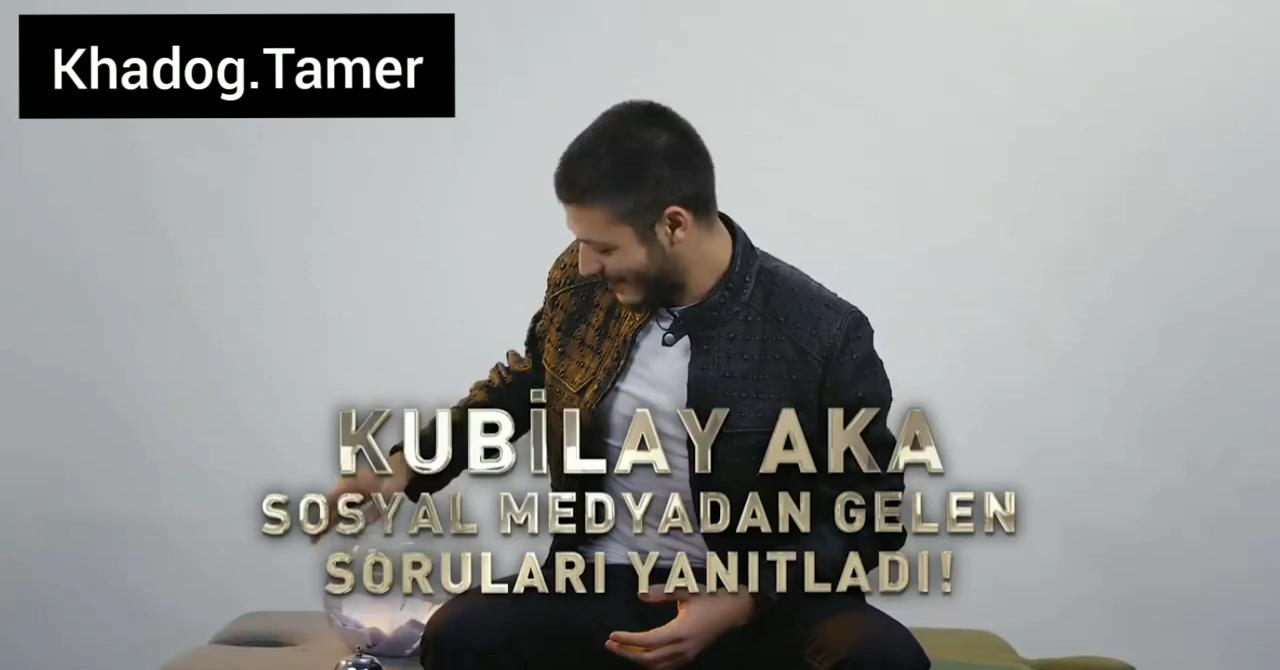 Khadog.Tamer
KUBİLAY AKA
SOSYAL MEDYADAN GELEN
SORULARI YANITLADI!